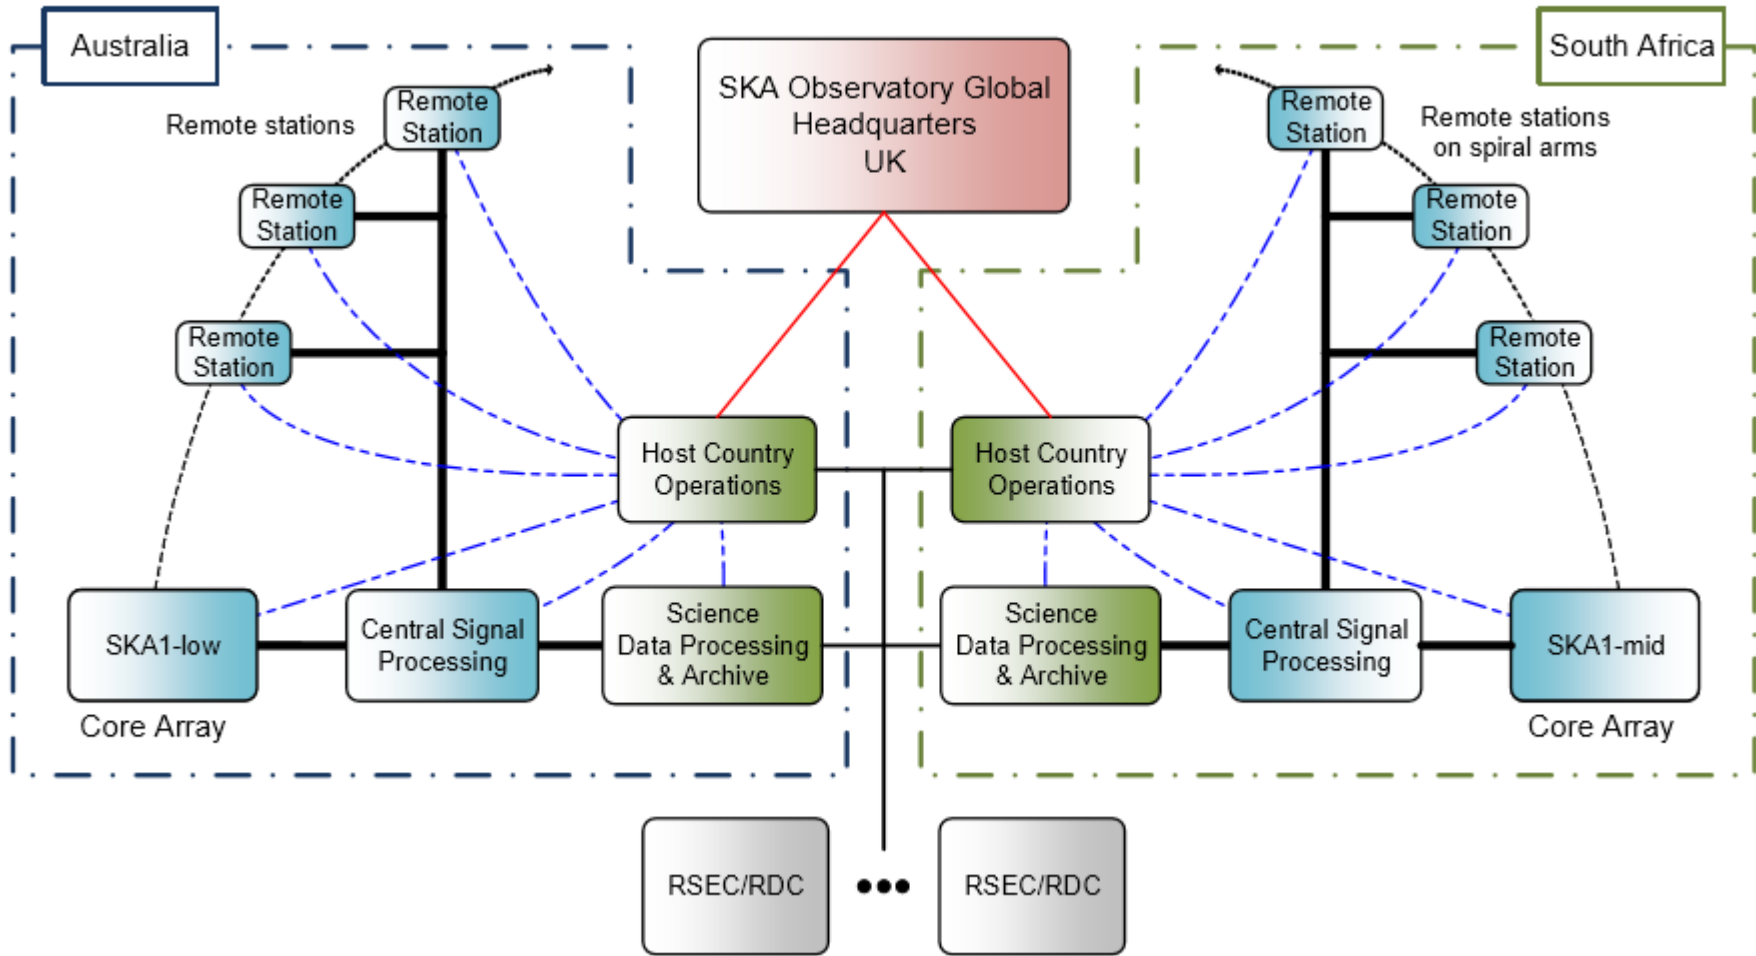 Australia
South Africa
SKA Observatory Global
Headquarters
UK
Remote
Station
Remote stations
Remote
Station
Remote
Station
Remote
Station
Remote stations
on spiral arms
Remote
Station
Remote
Station
Host Country
Operations
Host Country
Operations
SKA1-low
Core Array
Central Signal
Processing
Science
Data Processing
& Archive
Science
Data Processing
& Archive
Central Signal
Processing
SKA1-mid
Core Array
RSEC/RDC
RSEC/RDC